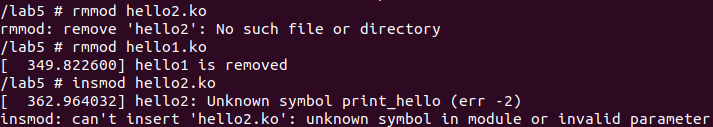 /lab5 # rmmod hello2.ko
rmmod: remove 'hello2': No such file or directory
/lab5 # rmmod hello1.ko
[  349.822600] hello1 is removed
/lab5 # insmod hello2.ko
[  362.964032] hello2: Unknown symbol print_hello (err -2)
insmod: can't insert 'hello2.ko': unknown symbol in module or invalid parameter